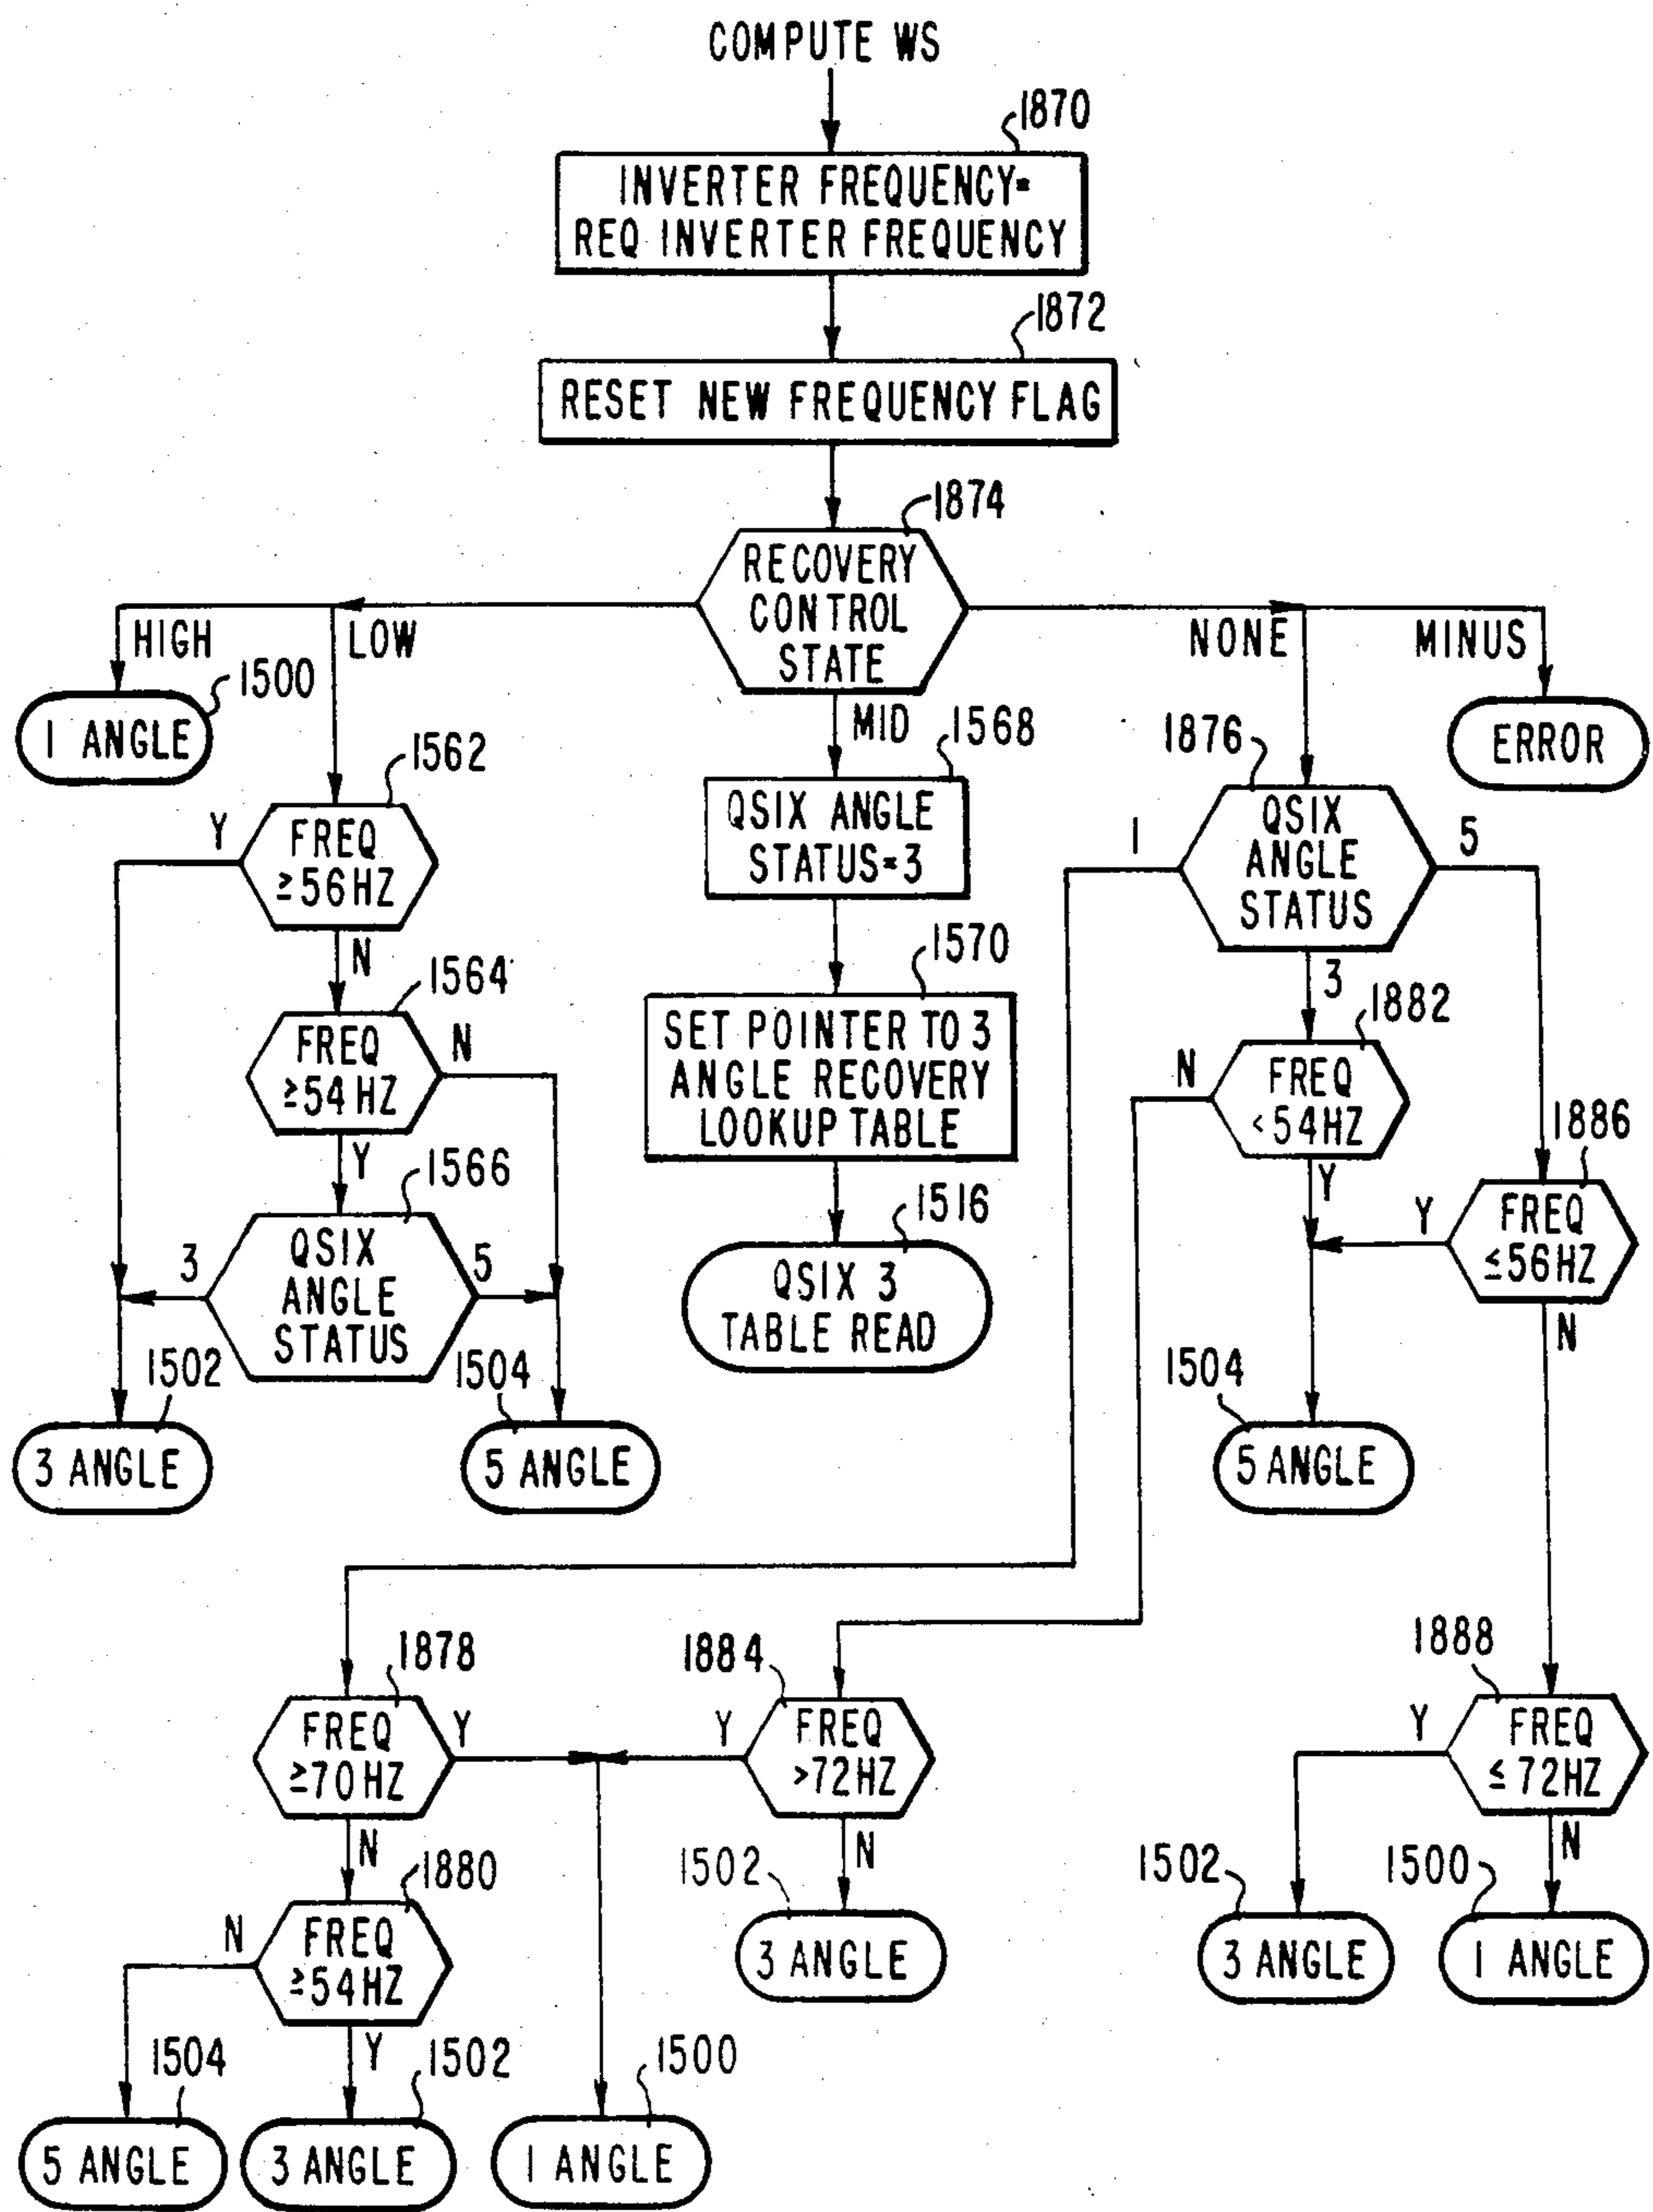 COMPUTE WS
1870
INVERTER FREQUENCY=
REQ INVERTER FREQUENCY
1872
RESET NEW FREQUENCY FLAG
1874
RECOVERY
CONTROL
STATE
HIGH
LOW
NONE
MINUS
1500
1 ANGLE
MID
1568
1876
ERROR
1562
FREQ
≥56HZ
Y
N
QSIX ANGLE
STATUS=3
QSIX
ANGLE
STATUS
1
5
3
1564
FREQ
≥54HZ
N
Y
1570
SET POINTER TO 3
ANGLE RECOVERY
LOOKUP TABLE
1882
FREQ
<54HZ
N
Y
1886
FREQ
≤56HZ
Y
N
1566
QSIX
ANGLE
STATUS
3
5
1516
QSIX 3
TABLE READ
1502
3 ANGLE
1504
5 ANGLE
1504
5 ANGLE
1878
FREQ
≥70HZ
Y
N
1884
FREQ
>72HZ
Y
N
1888
FREQ
≤72HZ
Y
N
1880
FREQ
≥54HZ
N
Y
1502
3 ANGLE
1502
3 ANGLE
1500
1 ANGLE
1504
5 ANGLE
1502
3 ANGLE
1500
1 ANGLE